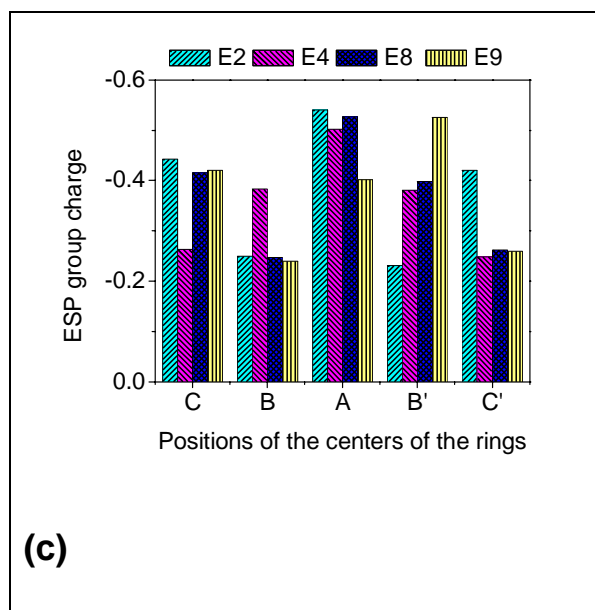 E2 E4 E8 E9
-0.6
-0.4
-0.2
0.0
ESP group charge
C B A B' C'
Positions of the centers of the rings
(c)